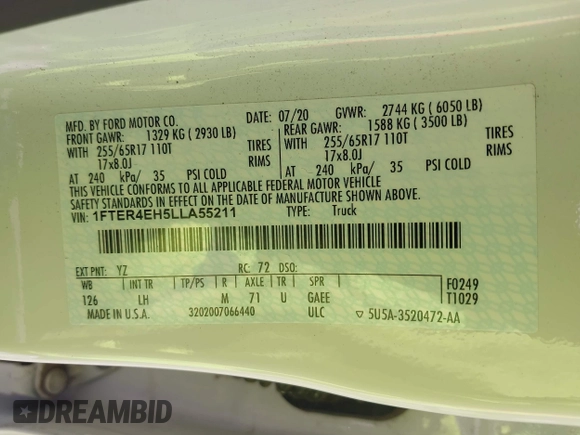 MFD. BY FORD MOTOR CO. DATE: 07/20 GVWR: 2744 KG ( 6050 LB)
FRONT GAWR: 1329 KG ( 2930 LB) REAR GAWR: 1588 KG ( 3500 LB)
WITH 255/65R17 110T TIRES WITH 255/65R17 110T TIRES
17x8.0J RIMS 17x8.0J RIMS
AT 240 kPa/ 35 PSI COLD AT 240 kPa/ 35 PSI COLD
THIS VEHICLE CONFORMS TO ALL APPLICABLE FEDERAL MOTOR VEHICLE
SAFETY STANDARDS IN EFFECT ON THE DATE OF MANUFACTURE SHOWN ABOVE.
VIN: 1FTER4EH5LLA55211 TYPE: Truck
EXT PNT: YZ RC: 72 DSO:
WB INT TR TP/PS R AXLE TR SPR F0249
126 LH M 71 U GAEE T1029
MADE IN U.S.A. 3202007066440 ULC ▽ 5U5A-3520472-AA
DREAMBID